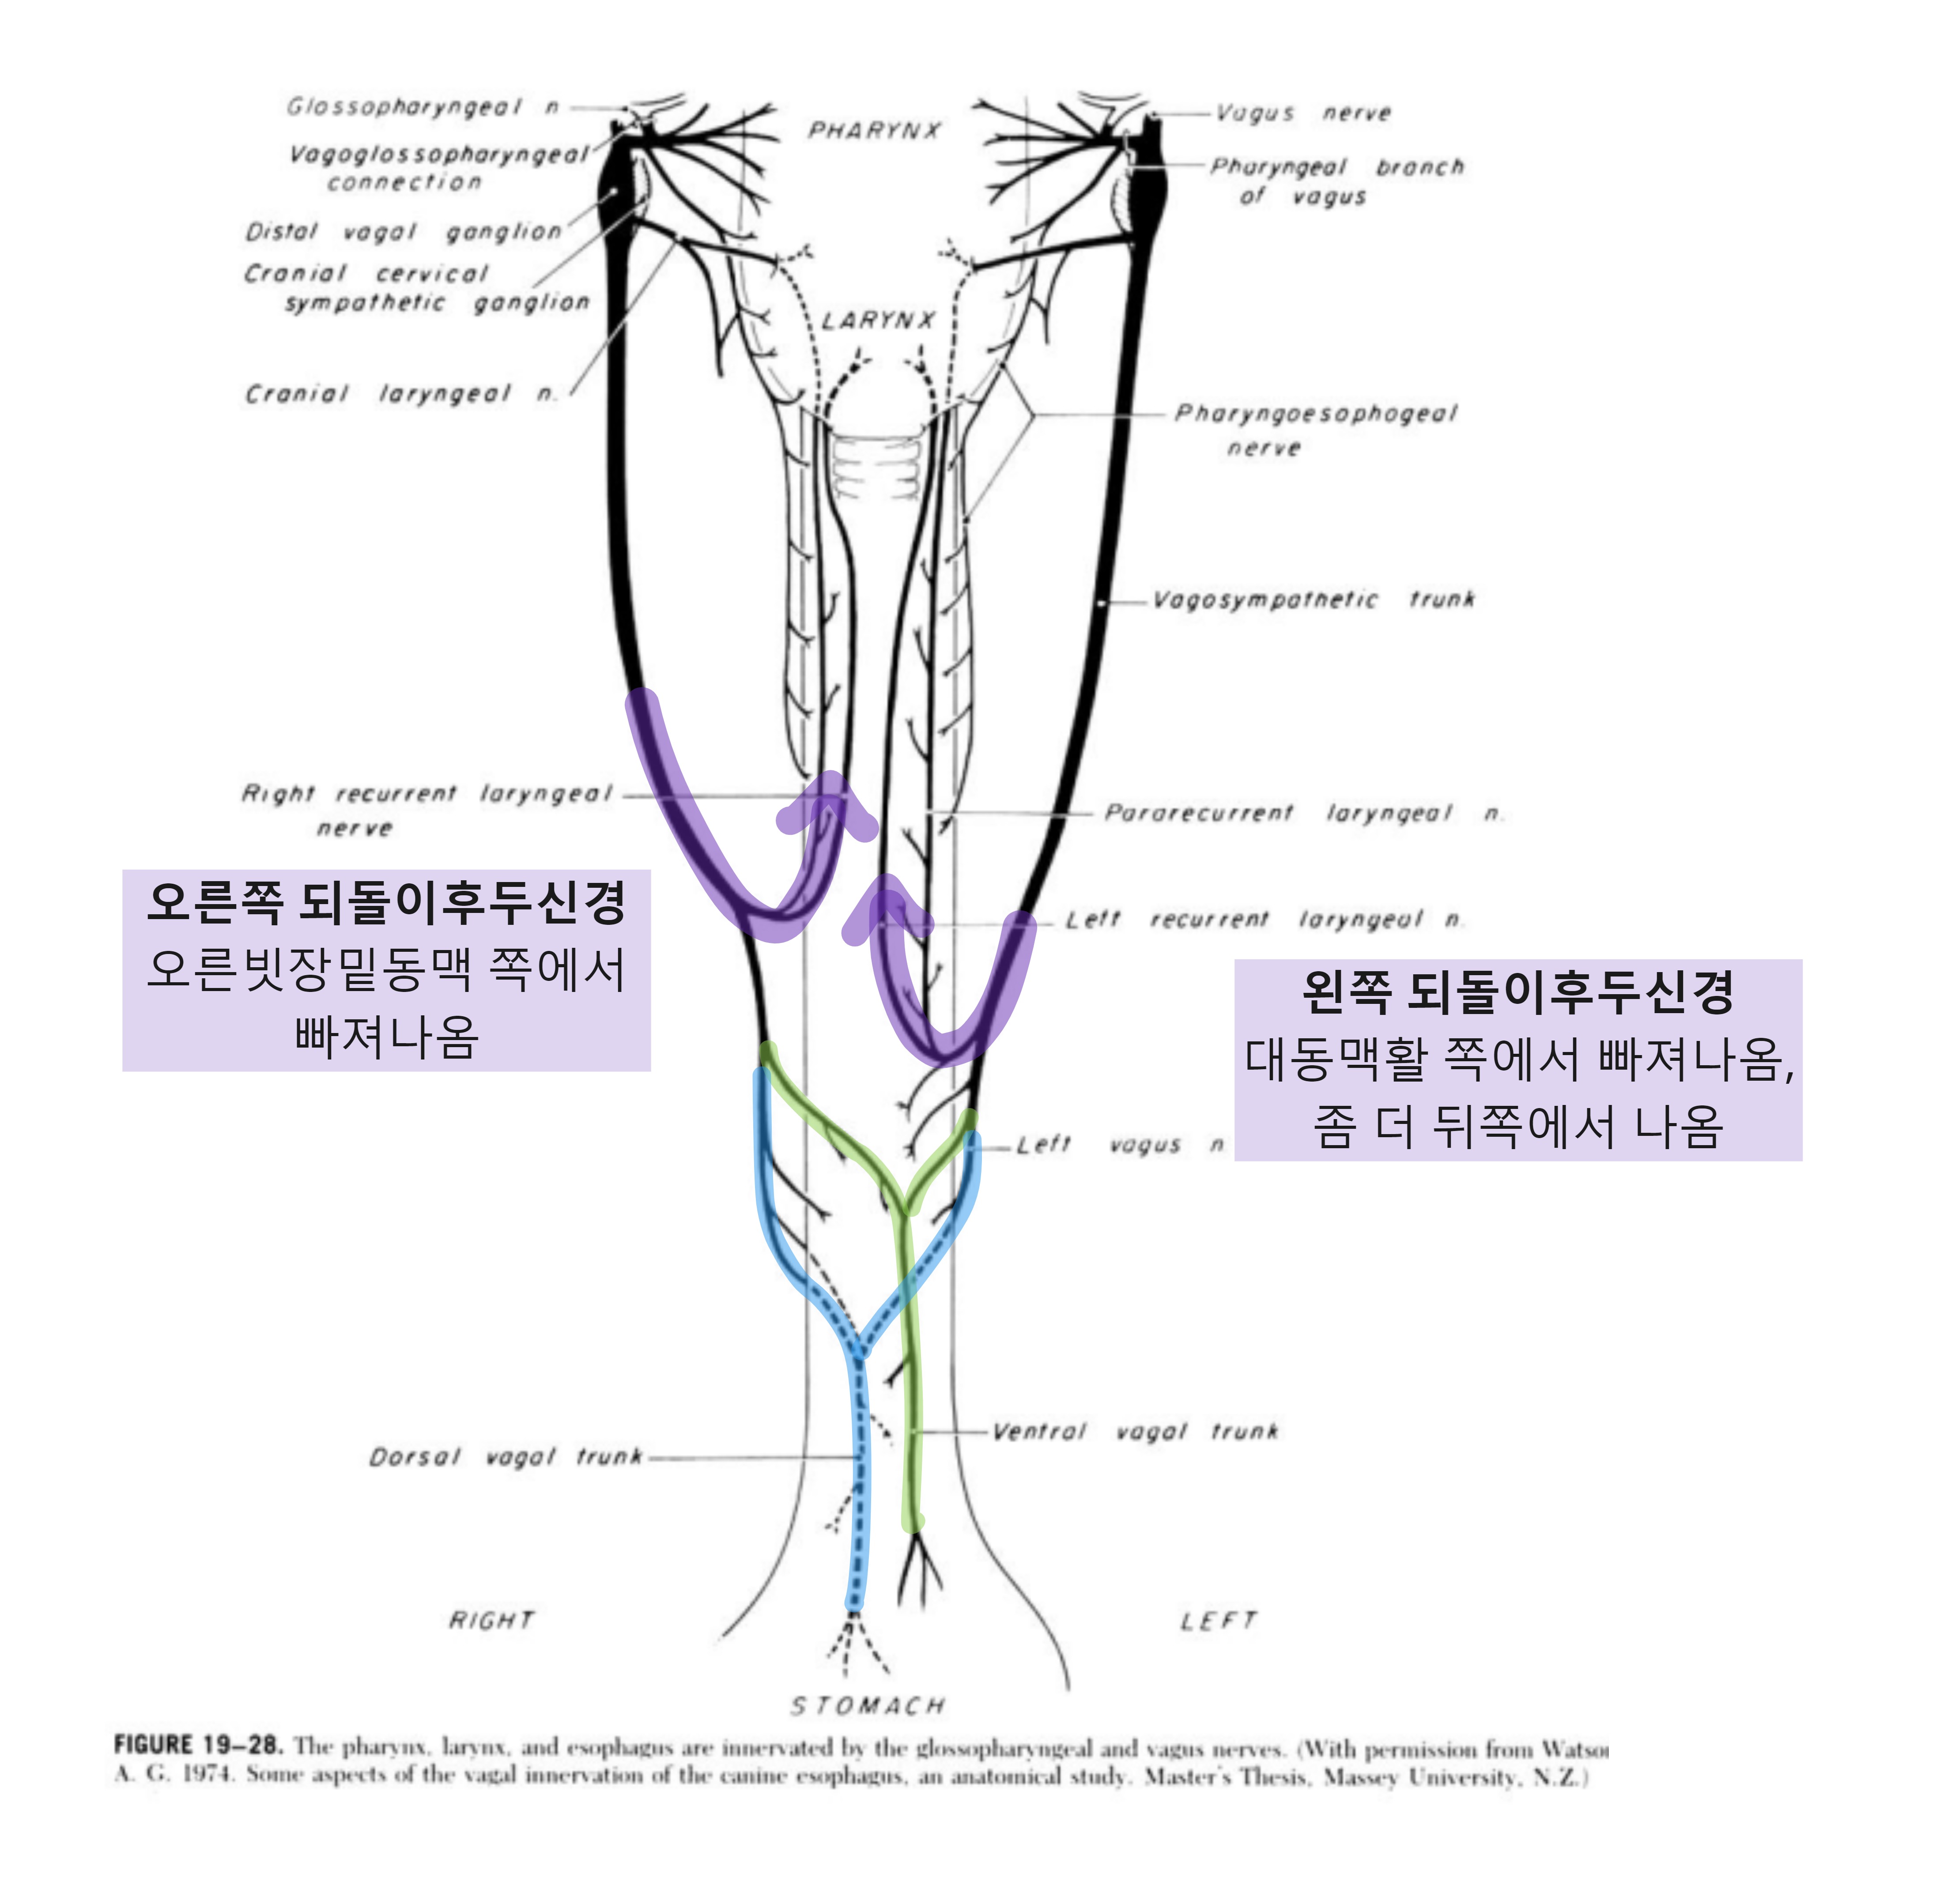 Glossopharyngeal n
Vagoglossopharyngeal
connection
Distal vagal ganglion
Cranial cervical
sympathetic ganglion
Cranial laryngeal n.
PHARYNX
LARYNX
Vagus nerve
Pharyngeal branch
of vagus
Pharyngoesophogeal
nerve
Vagosympathetic trunk
Right recurrent laryngeal
nerve
오른쪽 되돌이후두신경
오른빗장밑동맥 쪽에서
빠져나옴
Pararecurrent laryngeal n.
Left recurrent laryngeal n.
왼쪽 되돌이후두신경
대동맥활 쪽에서 빠져나옴,
좀 더 뒤쪽에서 나옴
Left vagus n
Dorsal vagal trunk
Ventral vagal trunk
RIGHT
LEFT
STOMACH
FIGURE 19–28. The pharynx, larynx, and esophagus are innervated by the glossopharyngeal and vagus nerves. (With permission from Watson
A. G. 1974. Some aspects of the vagal innervation of the canine esophagus, an anatomical study. Master's Thesis, Massey University, N.Z.)